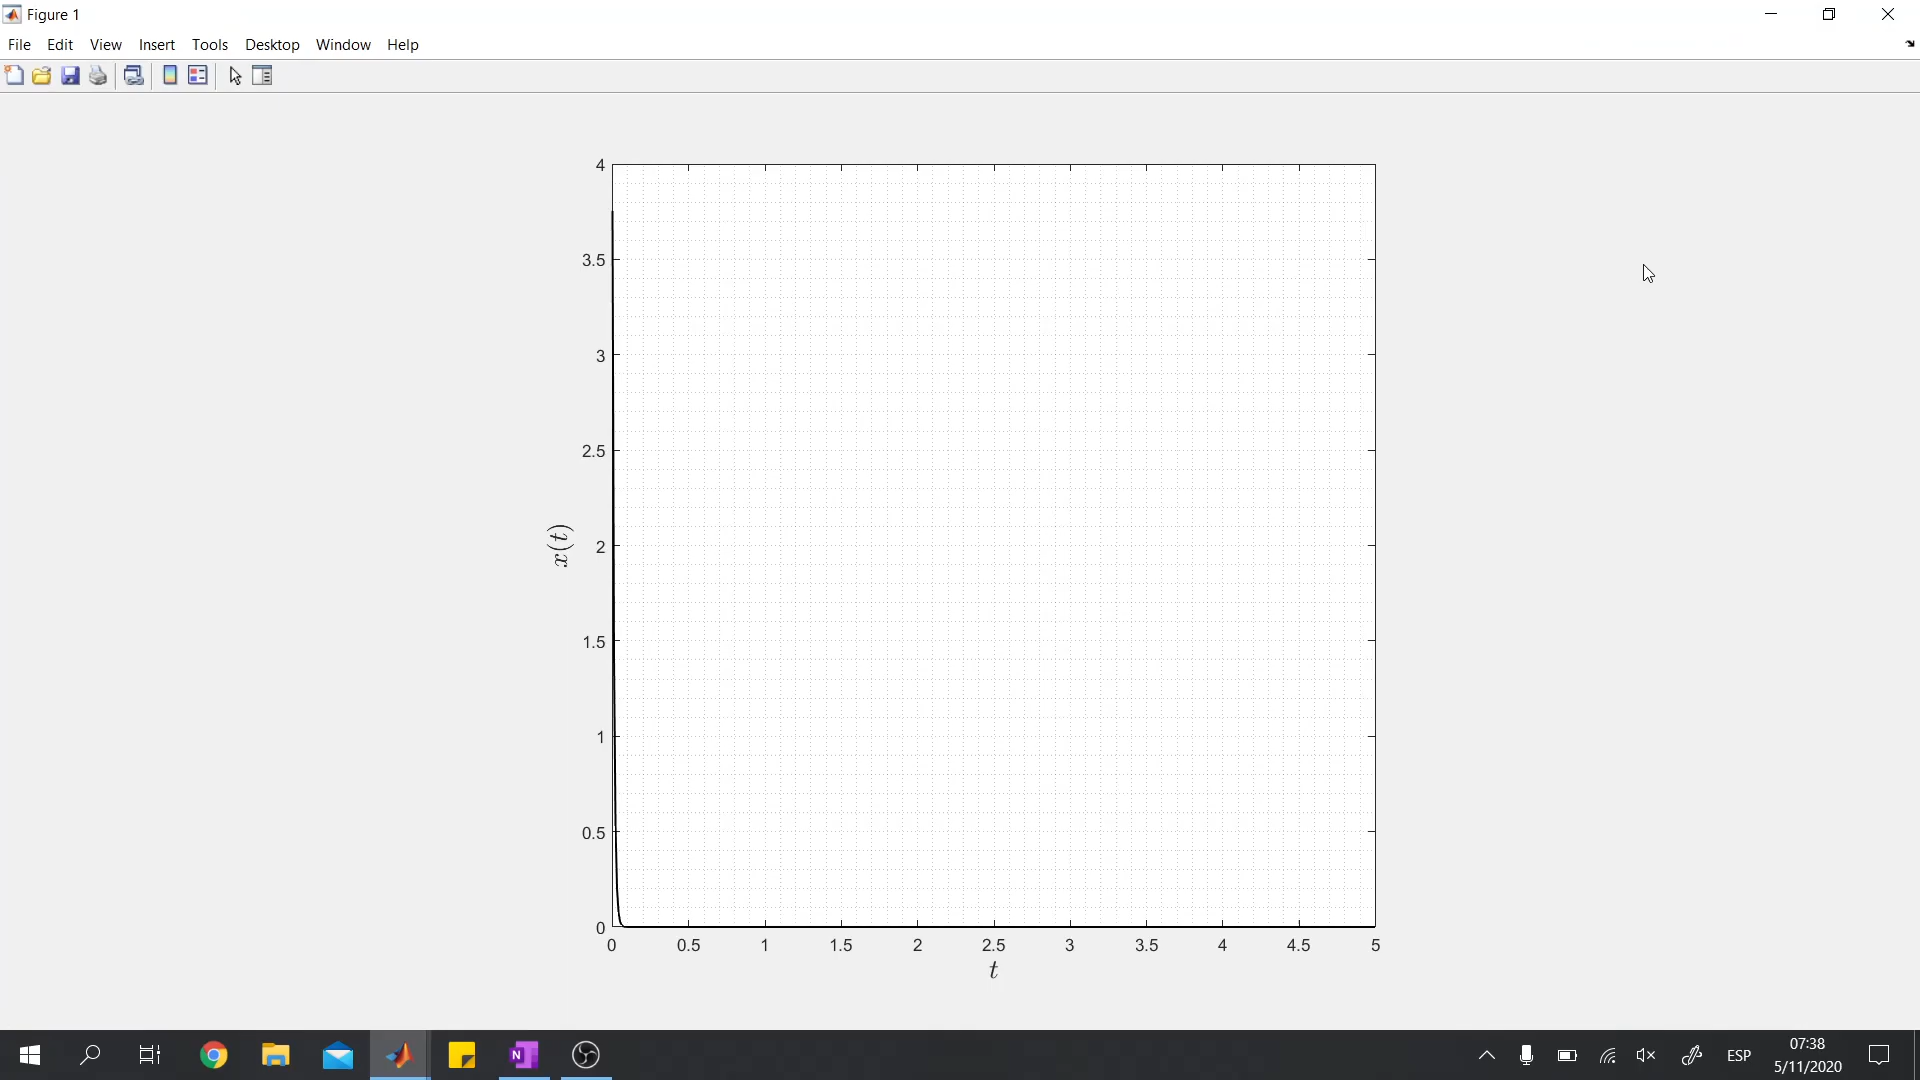 Figure 1
File Edit View Insert Tools Desktop Window Help
4
3.5
3
2.5
2
1.5
1
0.5
0
x(t)
0 0.5 1 1.5 2 2.5 3 3.5 4 4.5 5
t
N
ESP
07:38
5/11/2020